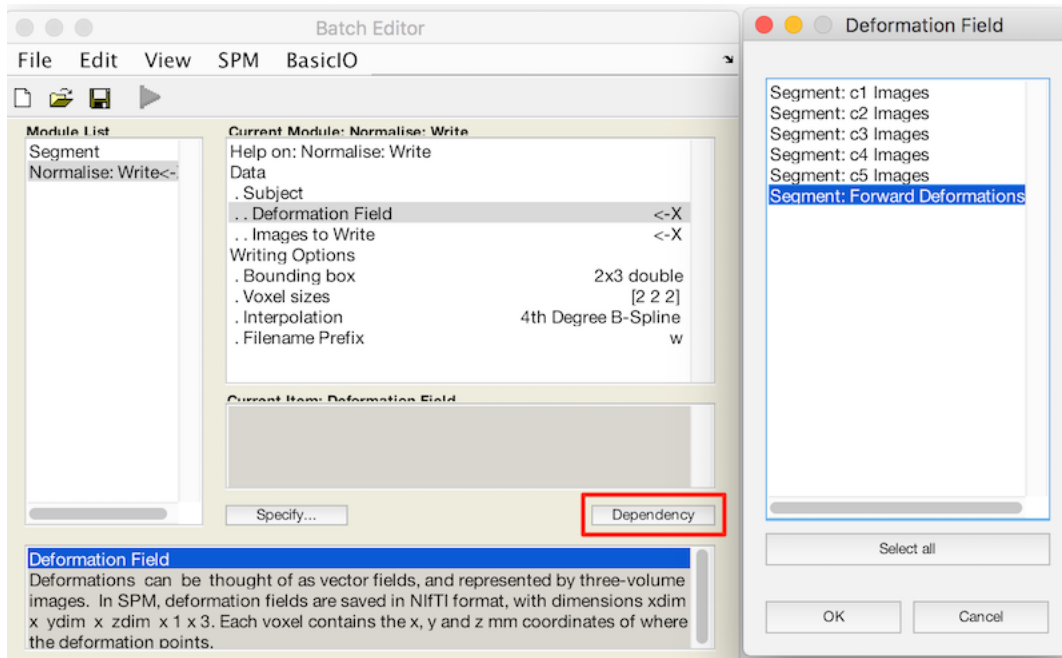 Batch Editor
File Edit View SPM BasicIO
Module List
Segment
Normalise: Write<-
Current Module: Normalise: Write
Help on: Normalise: Write
Data
. Subject
. . Deformation Field <-X
. . Images to Write <-X
Writing Options
. Bounding box 2x3 double
. Voxel sizes [2 2 2]
. Interpolation 4th Degree B-Spline
. Filename Prefix w
Current Item: Deformation Field
Specify...
Dependency
Deformation Field
Deformations can be thought of as vector fields, and represented by three-volume
images. In SPM, deformation fields are saved in NIfTI format, with dimensions xdim
x ydim x zdim x 1 x 3. Each voxel contains the x, y and z mm coordinates of where
the deformation points.
Deformation Field
Segment: c1 Images
Segment: c2 Images
Segment: c3 Images
Segment: c4 Images
Segment: c5 Images
Segment: Forward Deformations
Select all
OK
Cancel